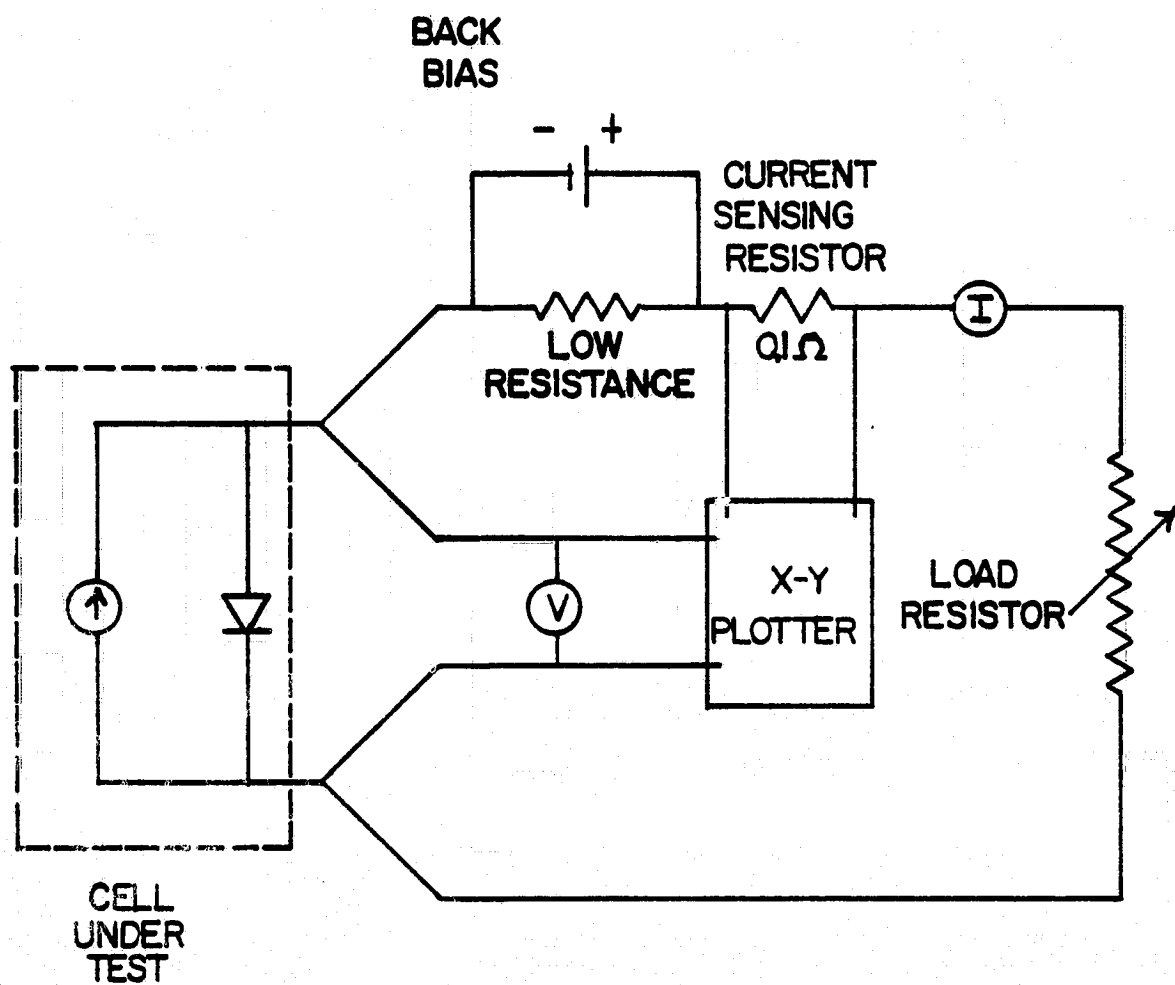 BACK
BIAS
- +
CURRENT
SENSING
RESISTOR
I
LOW
RESISTANCE
0.1Ω
X-Y
PLOTTER
V
LOAD
RESISTOR
CELL
UNDER
TEST